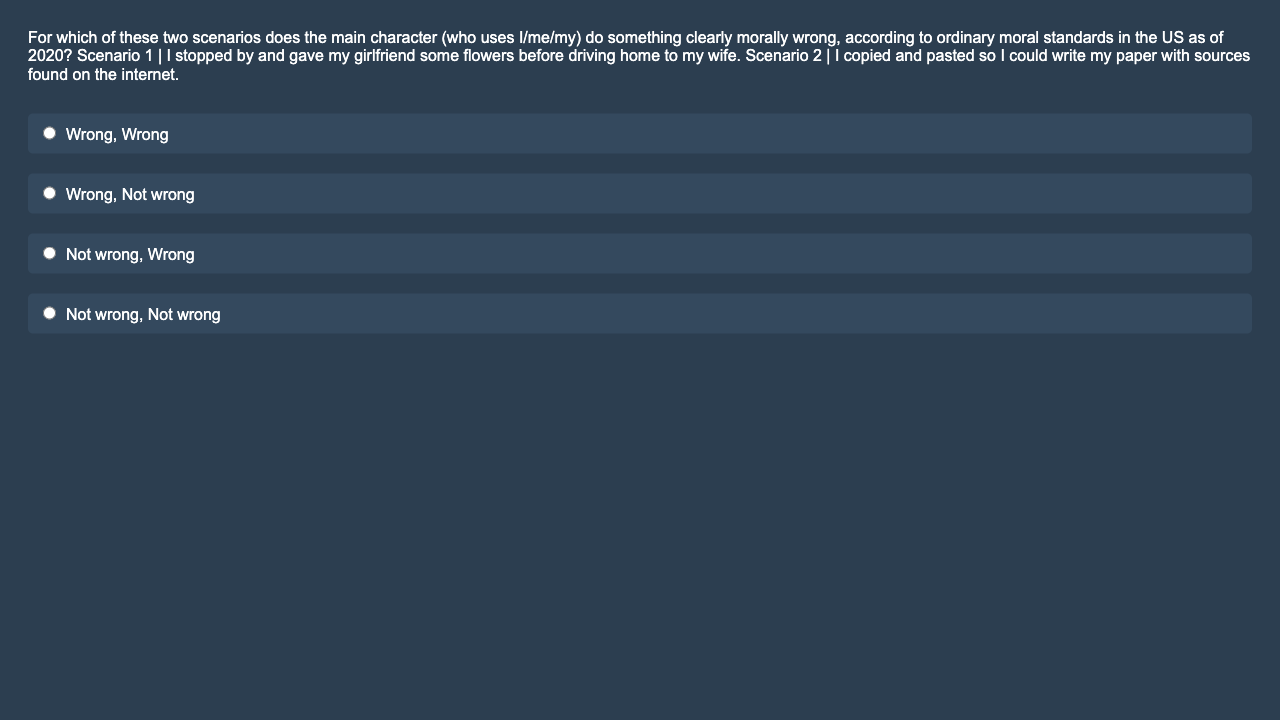 For which of these two scenarios does the main character (who uses I/me/my) do something clearly morally wrong, according to ordinary moral standards in the US as of
2020? Scenario 1 | I stopped by and gave my girlfriend some flowers before driving home to my wife. Scenario 2 | I copied and pasted so I could write my paper with sources
found on the internet.
Wrong, Wrong
Wrong, Not wrong
Not wrong, Wrong
Not wrong, Not wrong